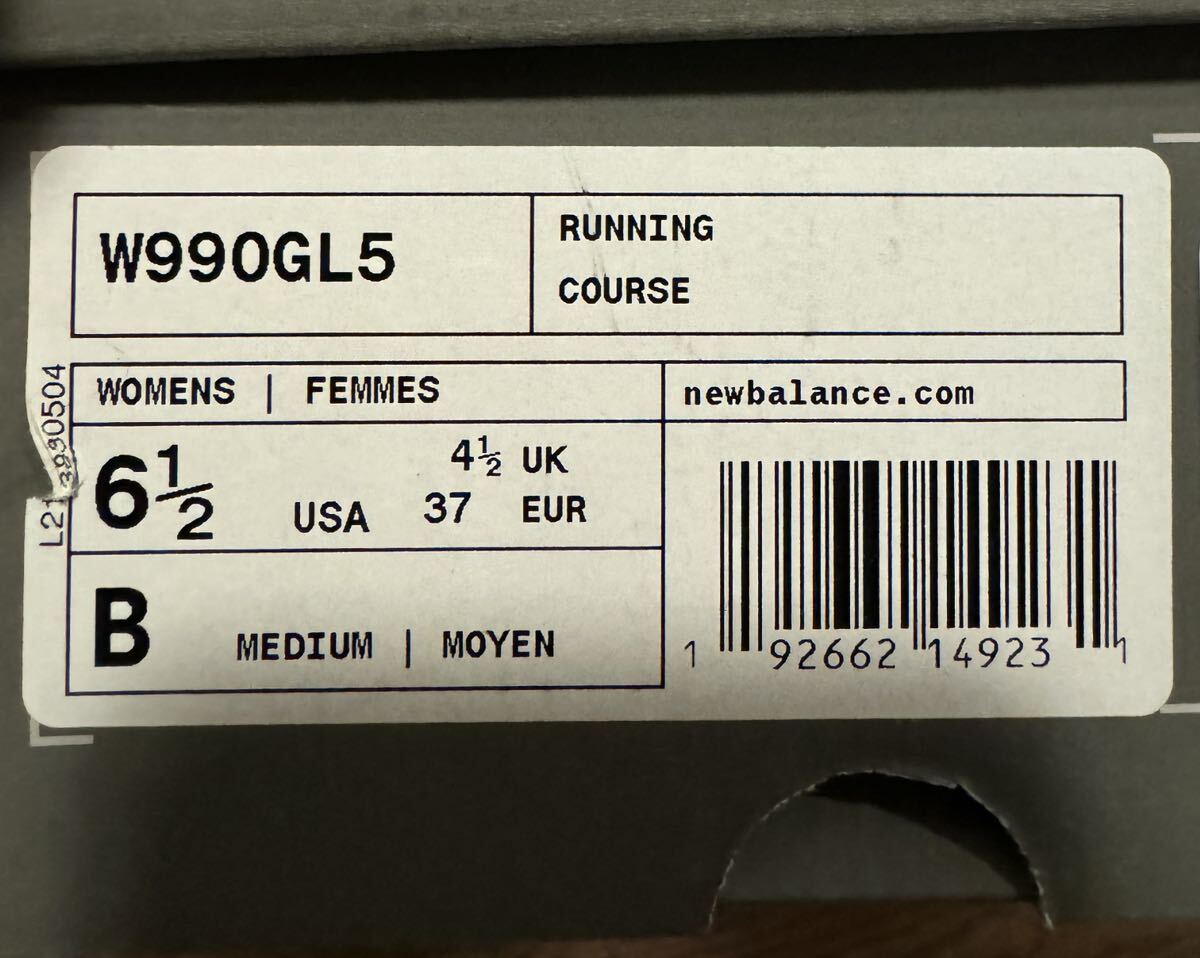 W990GL5
RUNNING
COURSE
WOMENS | FEMMES
newbalance.com
6½ USA
4½ UK
37 EUR
B MEDIUM | MOYEN
1 92662 14923 1